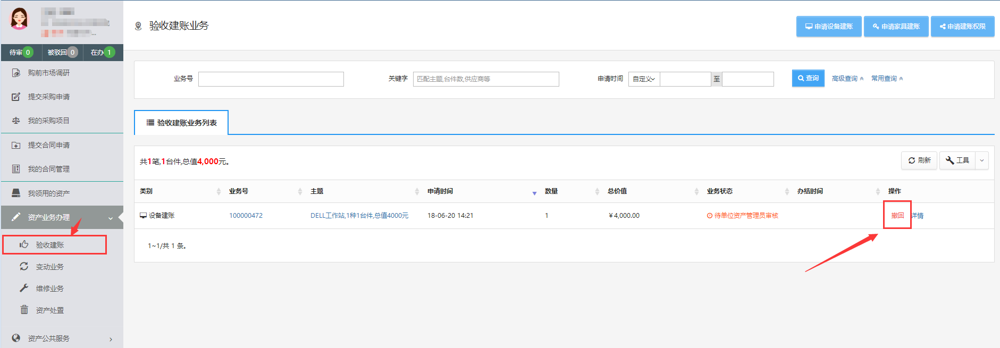 待审 0 被驳回 0 在办 1
购前市场调研
提交采购申请
我的采购项目
提交合同申请
我的合同管理
我领用的资产
资产业务办理
验收建账
变动业务
维修业务
资产处置
资产公共服务
验收建账业务
申请设备建账 申请家具建账 申请建账权限
业务号 关键字 匹配主题,台件数,供应商等 申请时间 自定义 至 查询 高级查询 常用查询
验收建账业务列表
共1笔,1台件,总值4,000元。
刷新 工具
类别 业务号 主题 申请时间 数量 总价值 业务状态 办结时间 操作
设备建账 100000472 DELL工作站,1种1台件,总值4000元 18-06-20 14:21 1 ¥4,000.00 待单位资产管理员审核 撤回 详情
1~1/共 1 条。